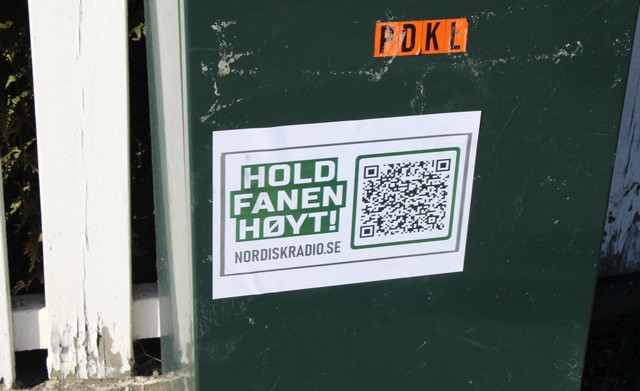 PDKL
HOLD
FANEN
HØYT!
NORDISKRADIO.SE